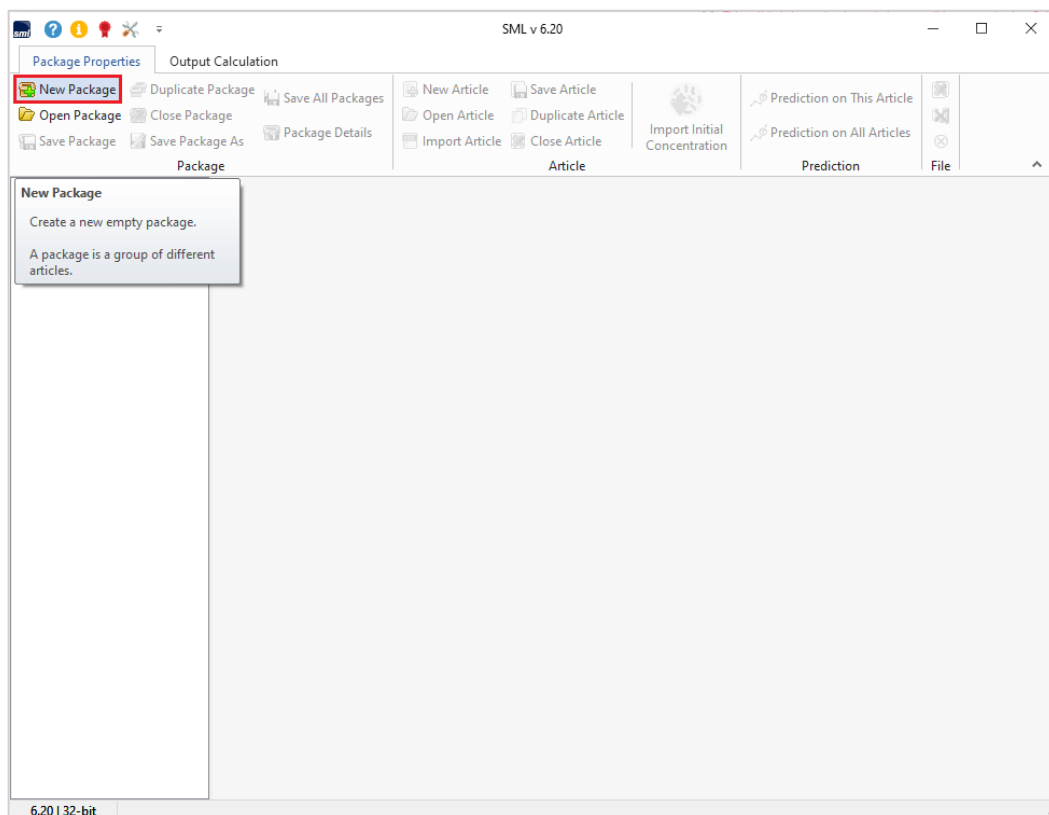 sml
SML v 6.20
Package Properties
Output Calculation
New Package
Duplicate Package
Save All Packages
Open Package
Close Package
Package Details
Save Package
Save Package As
Package
New Article
Save Article
Open Article
Duplicate Article
Import Article
Close Article
Import Initial
Concentration
Article
Prediction on This Article
Prediction on All Articles
Prediction
File
New Package
Create a new empty package.
A package is a group of different
articles.
6.20 | 32-bit